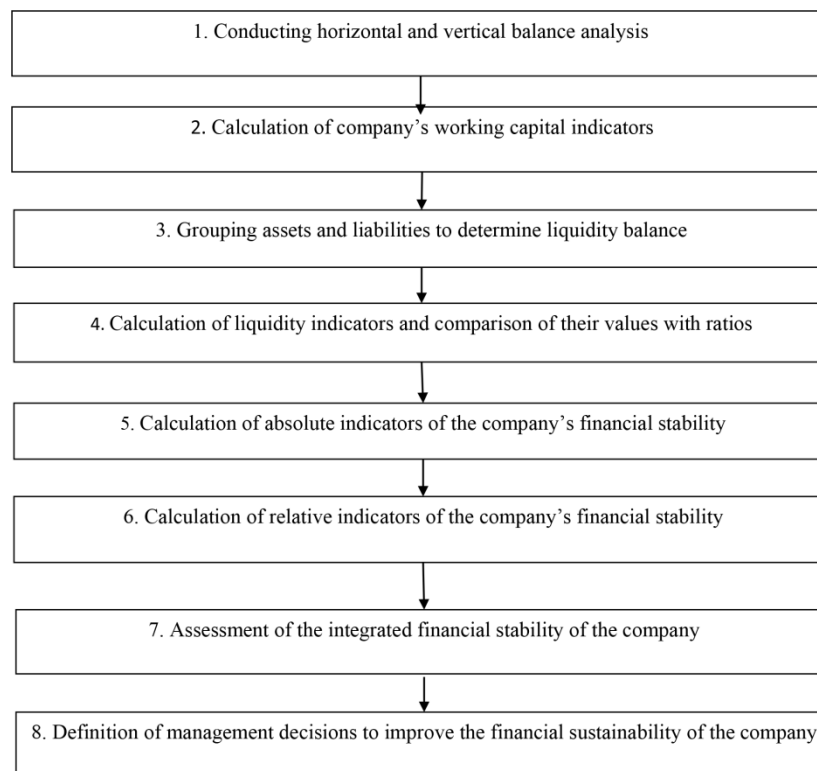 1. Conducting horizontal and vertical balance analysis
2. Calculation of company’s working capital indicators
3. Grouping assets and liabilities to determine liquidity balance
4. Calculation of liquidity indicators and comparison of their values with ratios
5. Calculation of absolute indicators of the company’s financial stability
6. Calculation of relative indicators of the company’s financial stability
7. Assessment of the integrated financial stability of the company
8. Definition of management decisions to improve the financial sustainability of the company